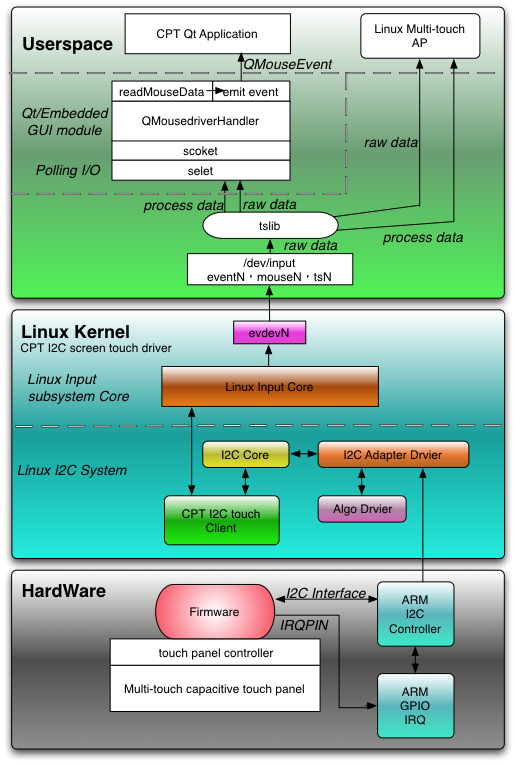 Userspace
CPT Qt Application
Linux Multi-touch
AP
QMouseEvent
readMouseData
emit event
Qt/Embedded
GUI module
QMousedriverHandler
raw data
scoket
Polling I/O
selet
process data
raw data
tslib
raw data
process data
/dev/input
eventN，mouseN，tsN
Linux Kernel
CPT I2C screen touch driver
evdevN
Linux Input
subsystem Core
Linux Input Core
Linux I2C System
I2C Core
I2C Adapter Drvier
CPT I2C touch
Client
Algo Drvier
HardWare
Firmware
I2C Interface
IRQPIN
ARM
I2C
Controller
touch panel controller
Multi-touch capacitive touch panel
ARM
GPIO
IRQ